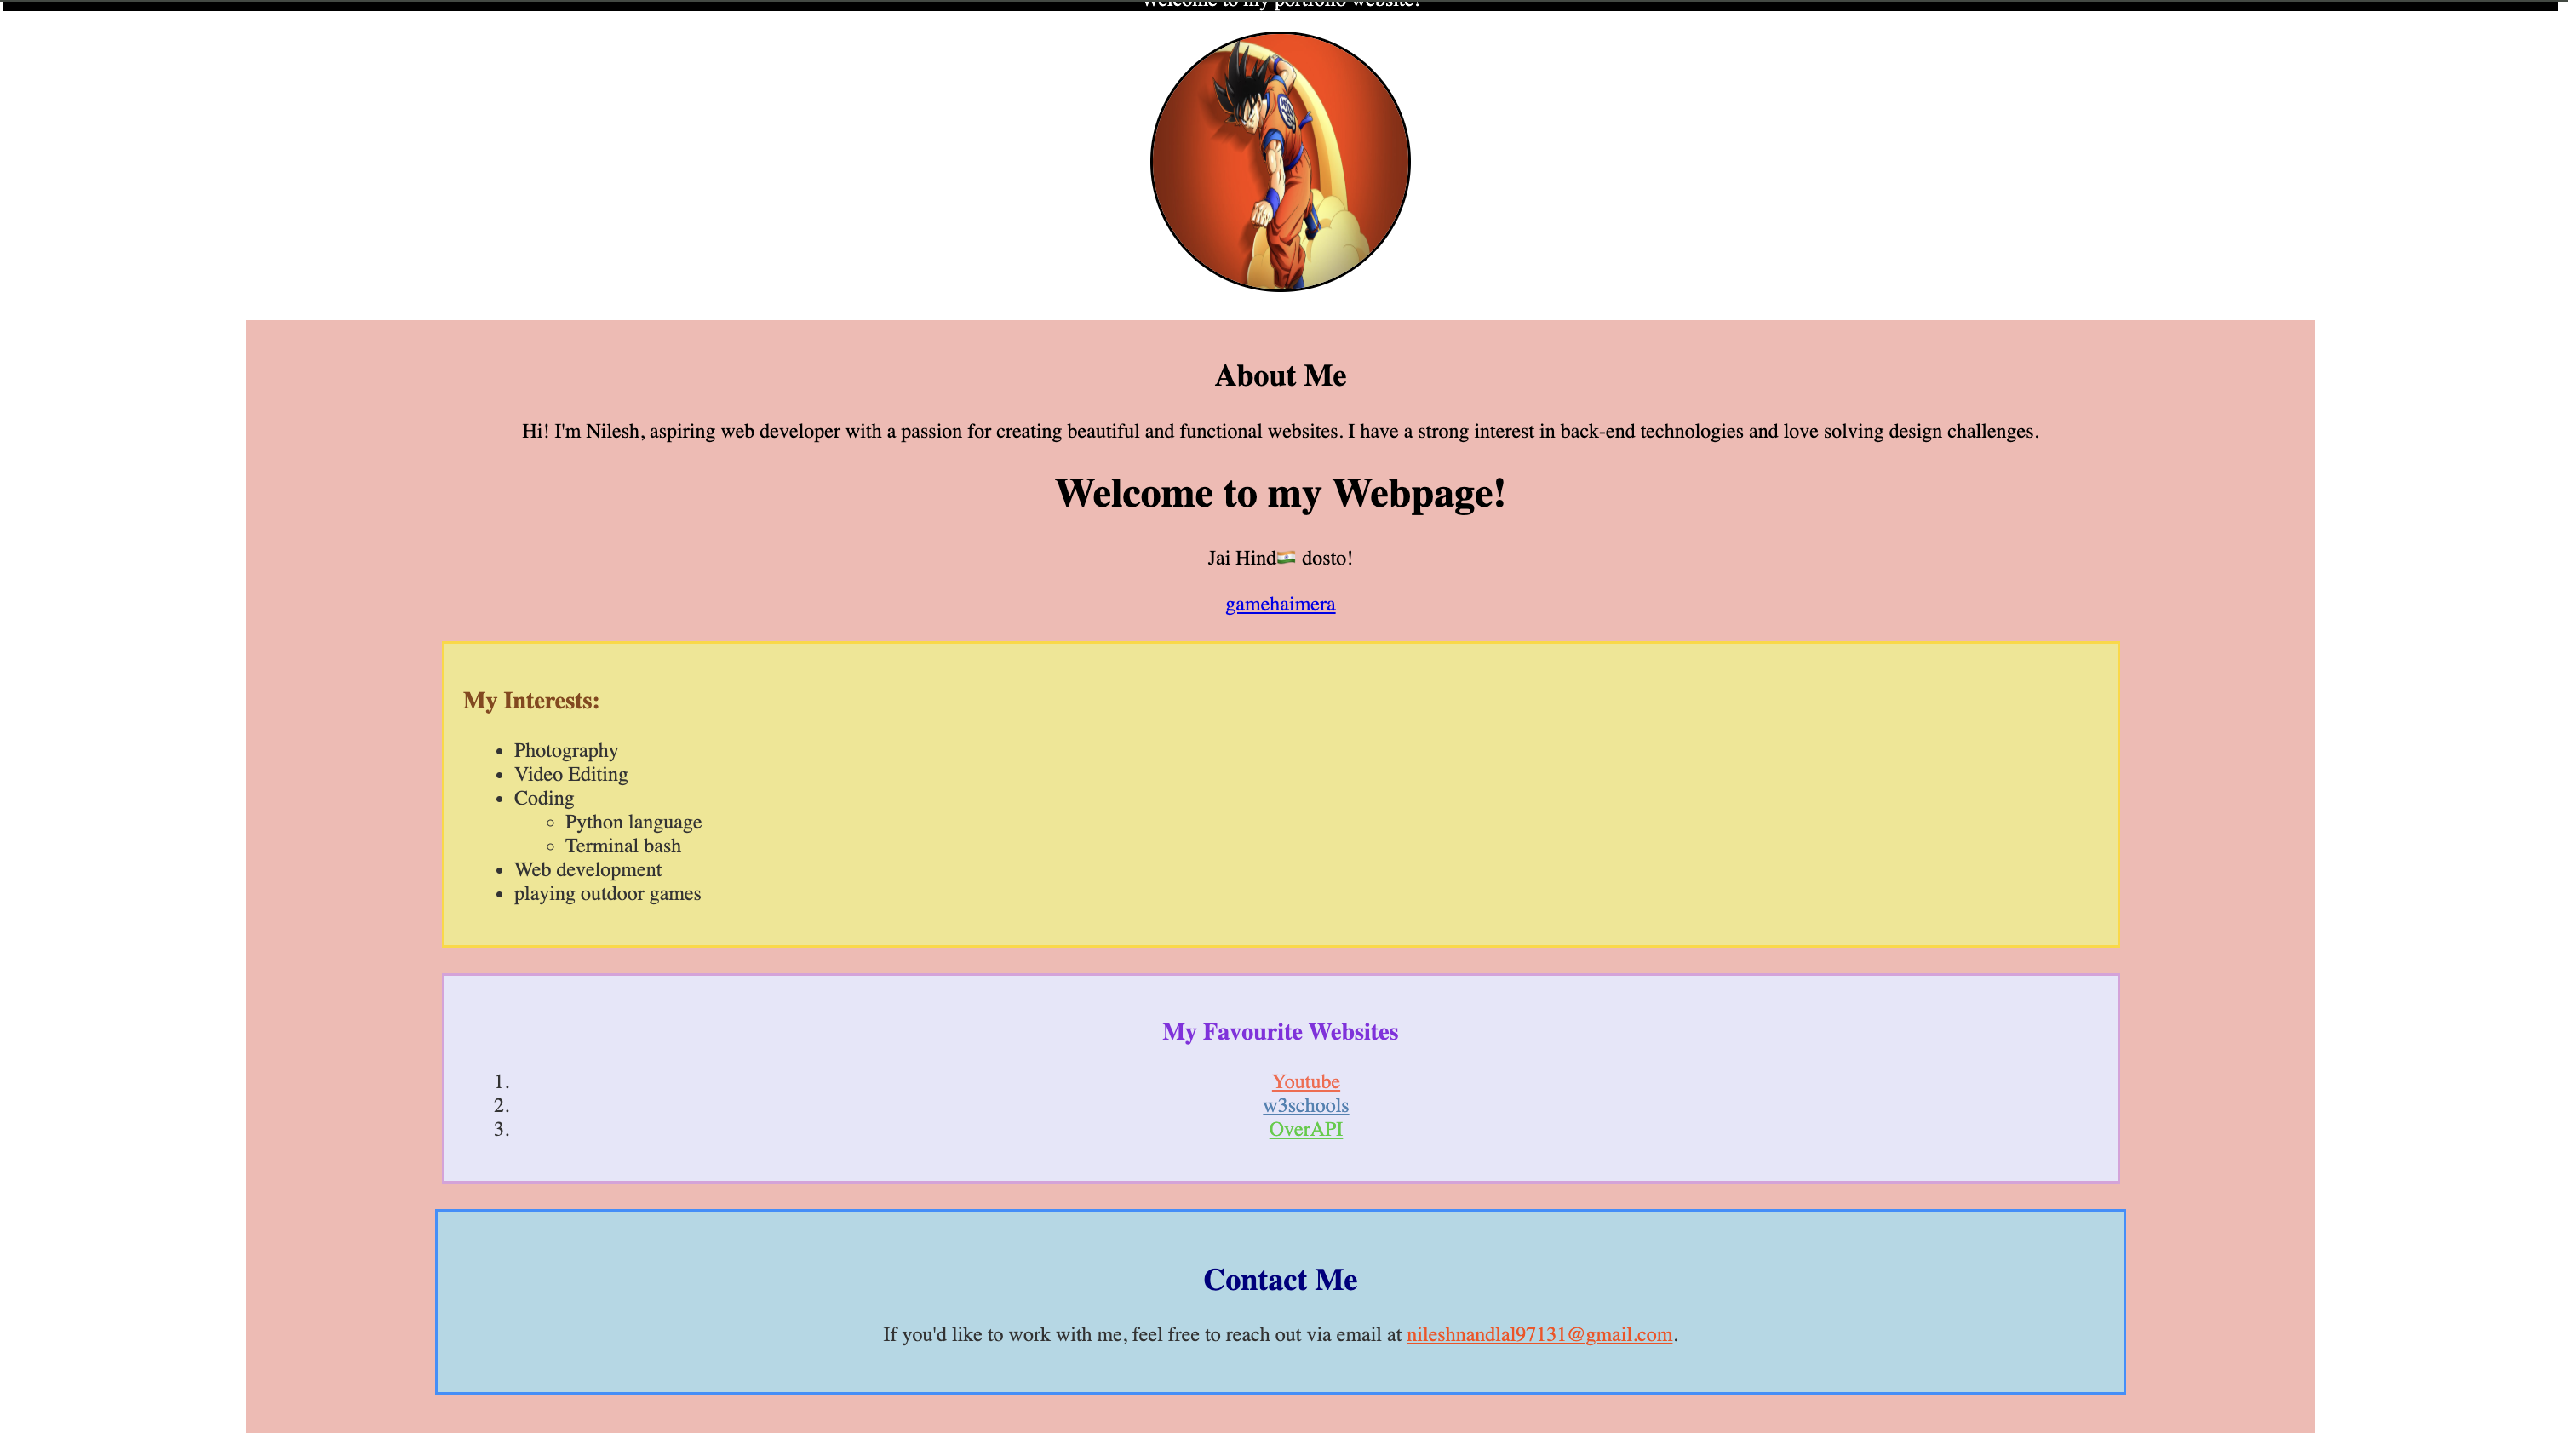 Welcome to my portfolio website!
About Me
Hi! I'm Nilesh, aspiring web developer with a passion for creating beautiful and functional websites. I have a strong interest in back-end technologies and love solving design challenges.
Welcome to my Webpage!
Jai Hind🇮🇳 dosto!
gamehaimera
My Interests:
• Photography
• Video Editing
• Coding
◦ Python language
◦ Terminal bash
• Web development
• playing outdoor games
My Favourite Websites
1. Youtube
2. w3schools
3. OverAPI
Contact Me
If you'd like to work with me, feel free to reach out via email at nileshnandlal97131@gmail.com.